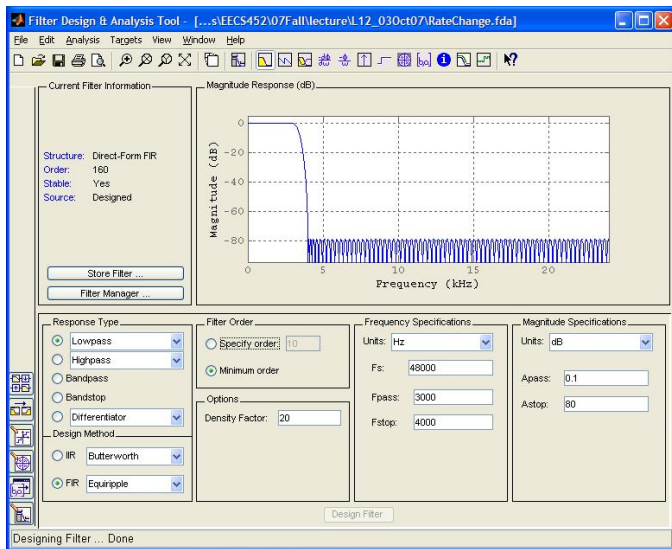 Filter Design & Analysis Tool - [...s\EECS452\07Fall\lecture\L12_03Oct07\RateChange.fda]
File Edit Analysis Targets View Window Help
Current Filter Information
Structure: Direct-Form FIR
Order: 160
Stable: Yes
Source: Designed
Store Filter ...
Filter Manager ...
Magnitude Response (dB)
Magnitude (dB)
0
-20
-40
-60
-80
0 5 10 15 20
Frequency (kHz)
Response Type
Lowpass
Highpass
Bandpass
Bandstop
Differentiator
Design Method
IIR Butterworth
FIR Equiripple
Filter Order
Specify order: 10
Minimum order
Options
Density Factor: 20
Frequency Specifications
Units: Hz
Fs: 48000
Fpass: 3000
Fstop: 4000
Magnitude Specifications
Units: dB
Apass: 0.1
Astop: 80
Design Filter
Designing Filter ... Done